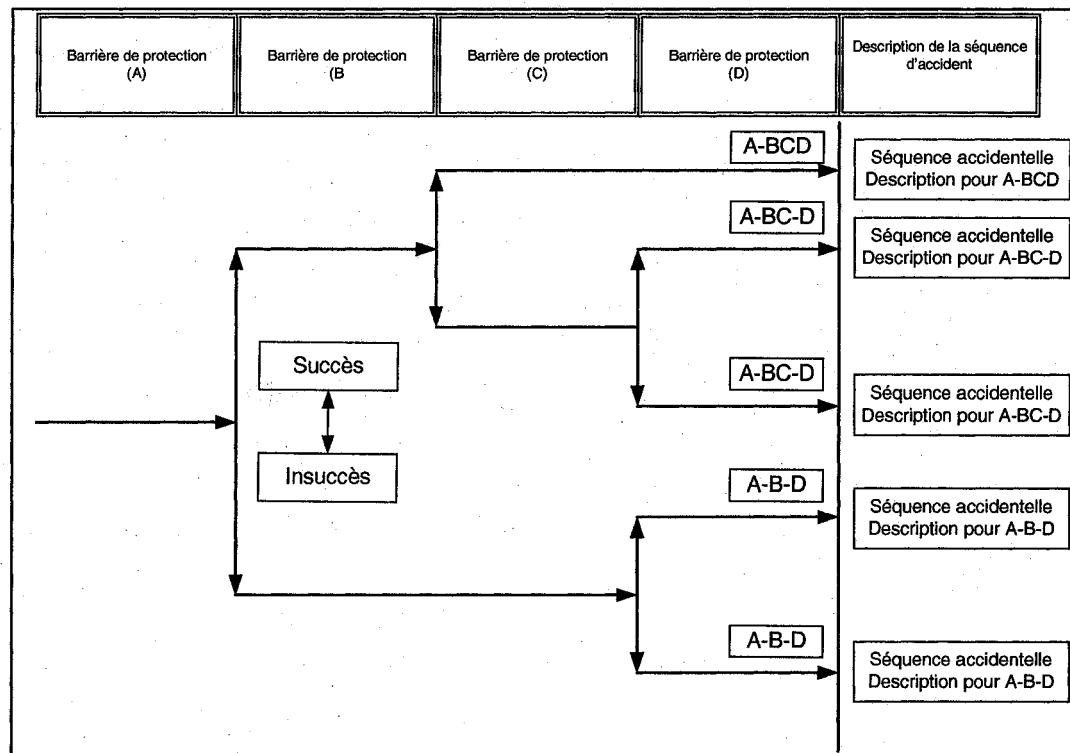 Barrière de protection
(A)
Barrière de protection
(B
Barrière de protection
(C)
Barrière de protection
(D)
Description de la séquence
d'accident
A-BCD
Séquence accidentelle
Description pour A-BCD
A-BC-D
Séquence accidentelle
Description pour A-BC-D
Succès
Insuccès
A-BC-D
Séquence accidentelle
Description pour A-BC-D
A-B-D
Séquence accidentelle
Description pour A-B-D
A-B-D
Séquence accidentelle
Description pour A-B-D